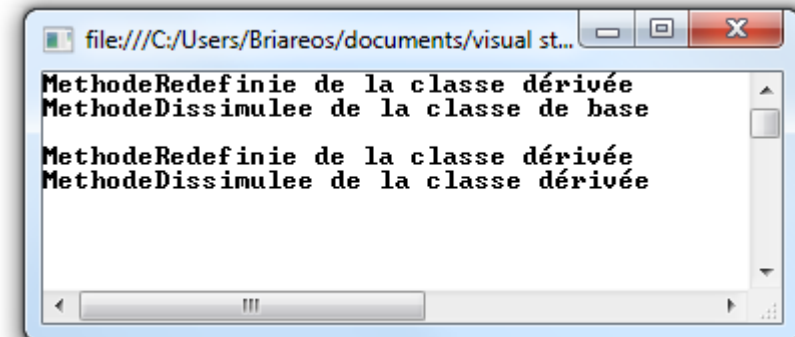 file:///C:/Users/Briareos/documents/visual st...
MethodeRedefinie de la classe dérivée
MethodeDissimulee de la classe de base
MethodeRedefinie de la classe dérivée
MethodeDissimulee de la classe dérivée